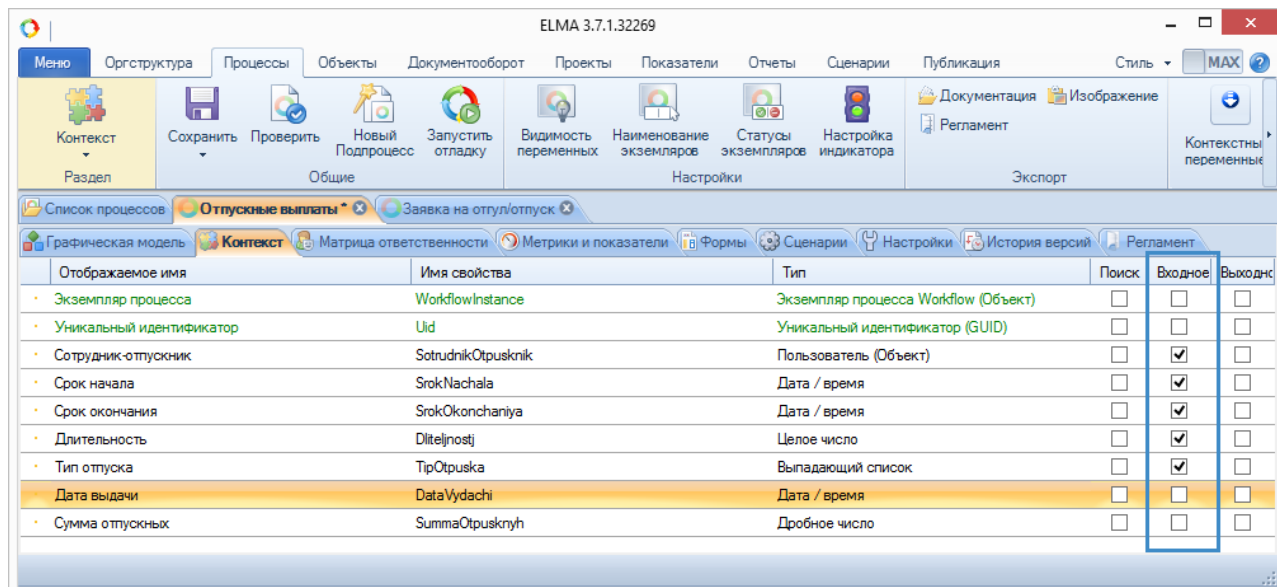 ELMA 3.7.1.32269
Меню Оргструктура Процессы Объекты Документооборот Проекты Показатели Отчеты Сценарии Публикация Стиль MAX
Контекст Сохранить Проверить Новый Подпроцесс Запустить отладку Видимость переменных Наименование экземляров Статусы экземпляров Настройка индикатора Документация Изображение Регламент Контекстны переменные
Раздел Общие Настройки Экспорт
Список процессов Отпускные выплаты * Заявка на отгул/отпуск
Графическая модель Контекст Матрица ответственности Метрики и показатели Формы Сценарии Настройки История версий Регламент
Отображаемое имя Имя свойства Тип Поиск Входное Выходнс
Экземпляр процесса WorkflowInstance Экземпляр процесса Workflow (Объект)
Уникальный идентификатор Uid Уникальный идентификатор (GUID)
Сотрудник-отпускник SotrudnikOtpusknik Пользователь (Объект)
Срок начала SrokNachala Дата / время
Срок окончания SrokOkonchaniya Дата / время
Длительность Dliteljnostj Целое число
Тип отпуска TipOtpuska Выпадающий список
Дата выдачи DataVydachi Дата / время
Сумма отпускных SummaOtpusknyh Дробное число